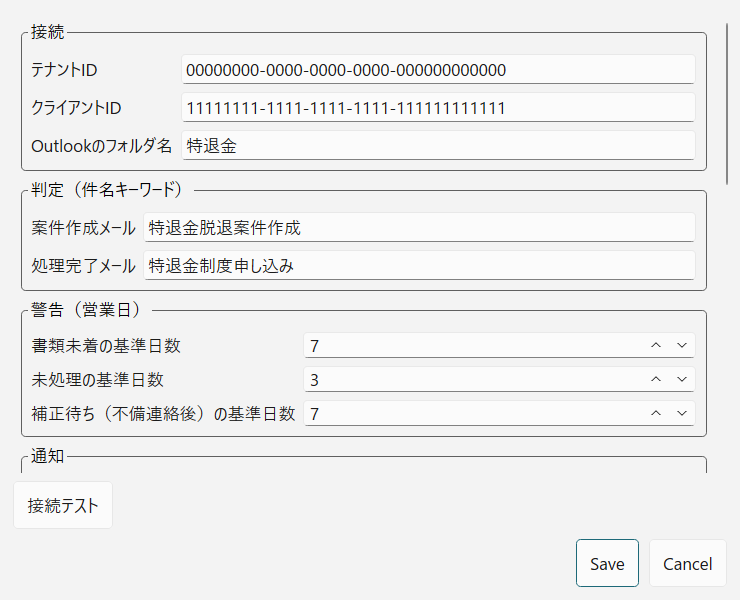 接続
テナントID 00000000-0000-0000-0000-000000000000
クライアントID 11111111-1111-1111-1111-111111111111
Outlookのフォルダ名 特退金
判定（件名キーワード）
案件作成メール 特退金脱退案件作成
処理完了メール 特退金制度申し込み
警告（営業日）
書類未着の基準日数 7
未処理の基準日数 3
補正待ち（不備連絡後）の基準日数 7
通知
接続テスト
Save Cancel